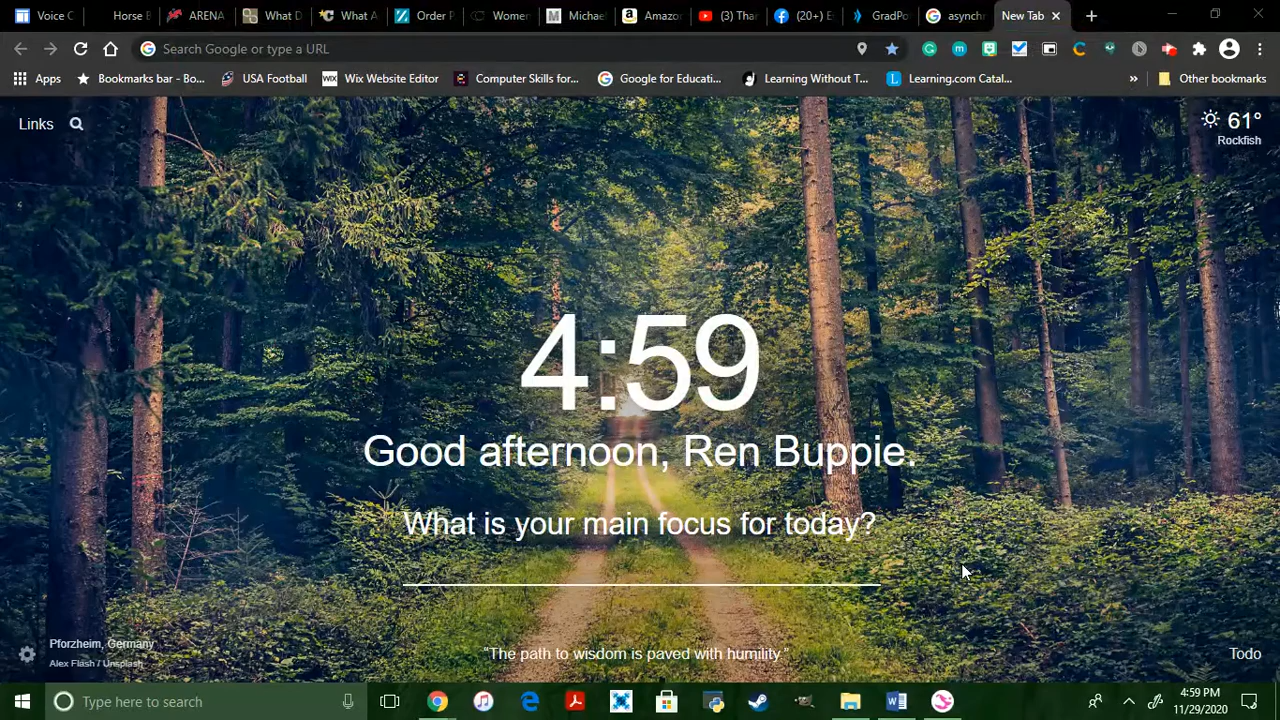 Voice C
Horse B
ARENA
What D
What A
Order P
Women
Michae
Amazor
(3) Thar
(20+) E
GradPo
asynchr
New Tab
Search Google or type a URL
Apps
Bookmarks bar - Bo...
USA Football
Wix Website Editor
Computer Skills for...
Google for Educati...
Learning Without T...
Learning.com Catal...
»
Other bookmarks
Links
61°
Rockfish
4:59
Good afternoon, Ren Buppie.
What is your main focus for today?
Pforzheim, Germany
Alex Flash / Unsplash
“The path to wisdom is paved with humility.”
Todo
Type here to search
4:59 PM
11/29/2020